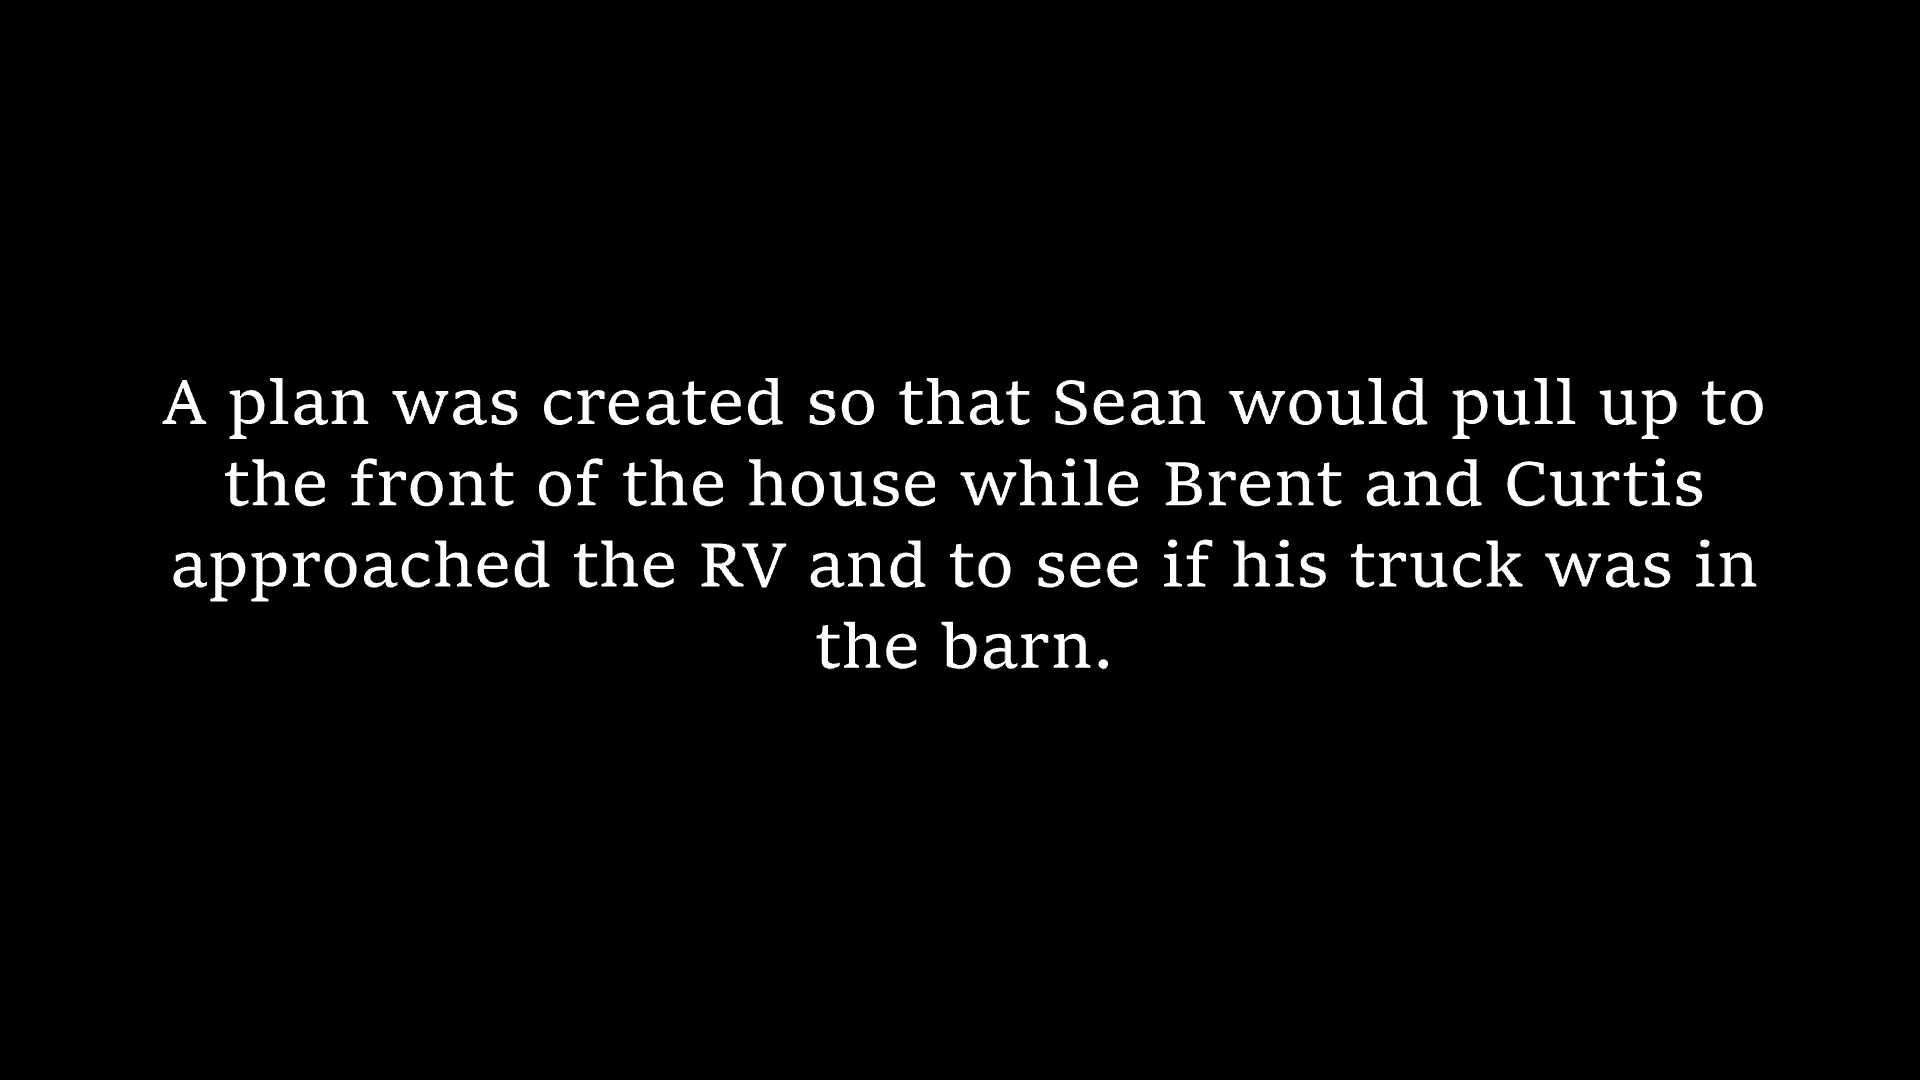 A plan was created so that Sean would pull up to
the front of the house while Brent and Curtis
approached the RV and to see if his truck was in
the barn.